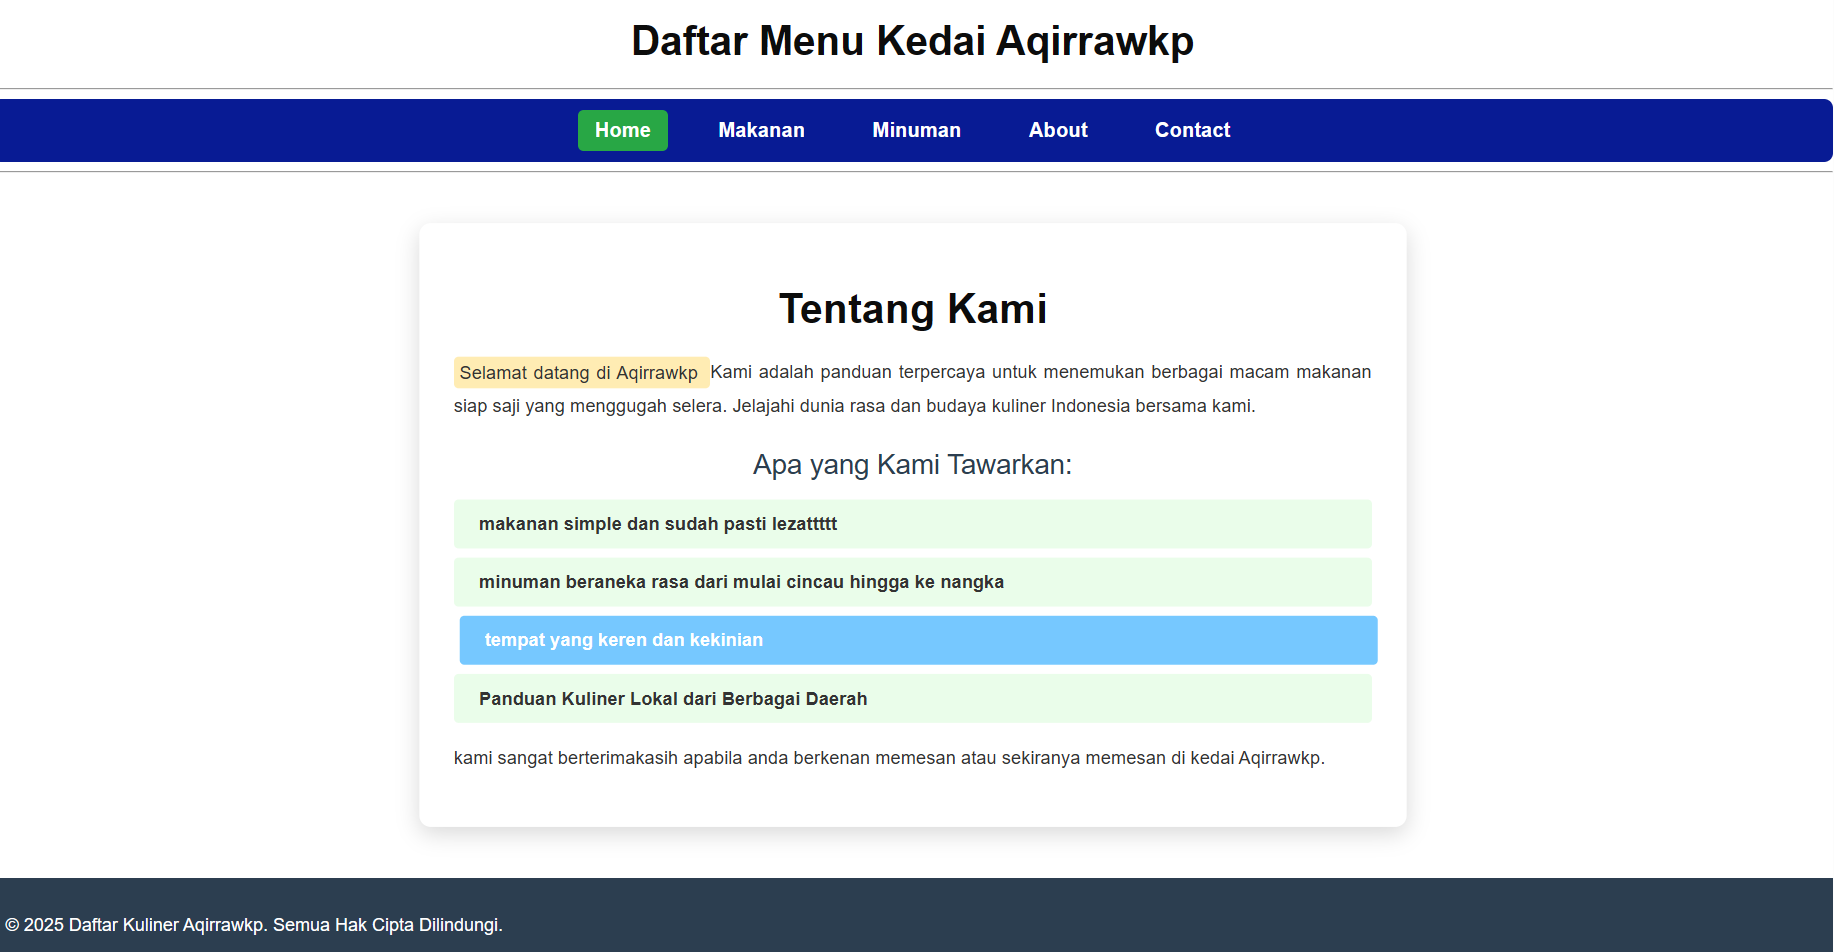 Daftar Menu Kedai Aqirrawkp
Home Makanan Minuman About Contact
Tentang Kami
Selamat datang di Aqirrawkp Kami adalah panduan terpercaya untuk menemukan berbagai macam makanan
siap saji yang menggugah selera. Jelajahi dunia rasa dan budaya kuliner Indonesia bersama kami.
Apa yang Kami Tawarkan:
makanan simple dan sudah pasti lezattttt
minuman beraneka rasa dari mulai cincau hingga ke nangka
tempat yang keren dan kekinian
Panduan Kuliner Lokal dari Berbagai Daerah
kami sangat berterimakasih apabila anda berkenan memesan atau sekiranya memesan di kedai Aqirrawkp.
© 2025 Daftar Kuliner Aqirrawkp. Semua Hak Cipta Dilindungi.